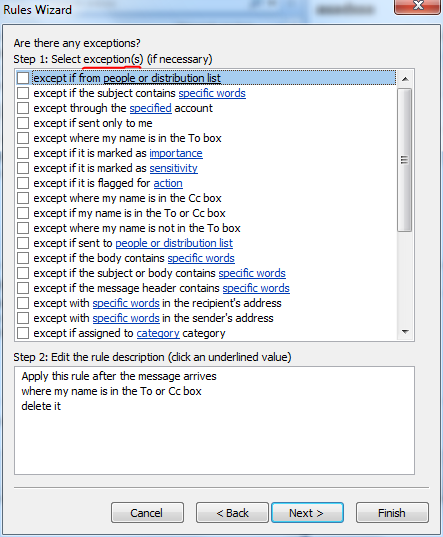 Rules Wizard
Are there any exceptions?
Step 1: Select exception(s) (if necessary)
except if from people or distribution list
except if the subject contains specific words
except through the specified account
except if sent only to me
except where my name is in the To box
except if it is marked as importance
except if it is marked as sensitivity
except if it is flagged for action
except where my name is in the Cc box
except if my name is in the To or Cc box
except where my name is not in the To box
except if sent to people or distribution list
except if the body contains specific words
except if the subject or body contains specific words
except if the message header contains specific words
except with specific words in the recipient's address
except with specific words in the sender's address
except if assigned to category category
Step 2: Edit the rule description (click an underlined value)
Apply this rule after the message arrives
where my name is in the To or Cc box
delete it
Cancel
< Back
Next >
Finish